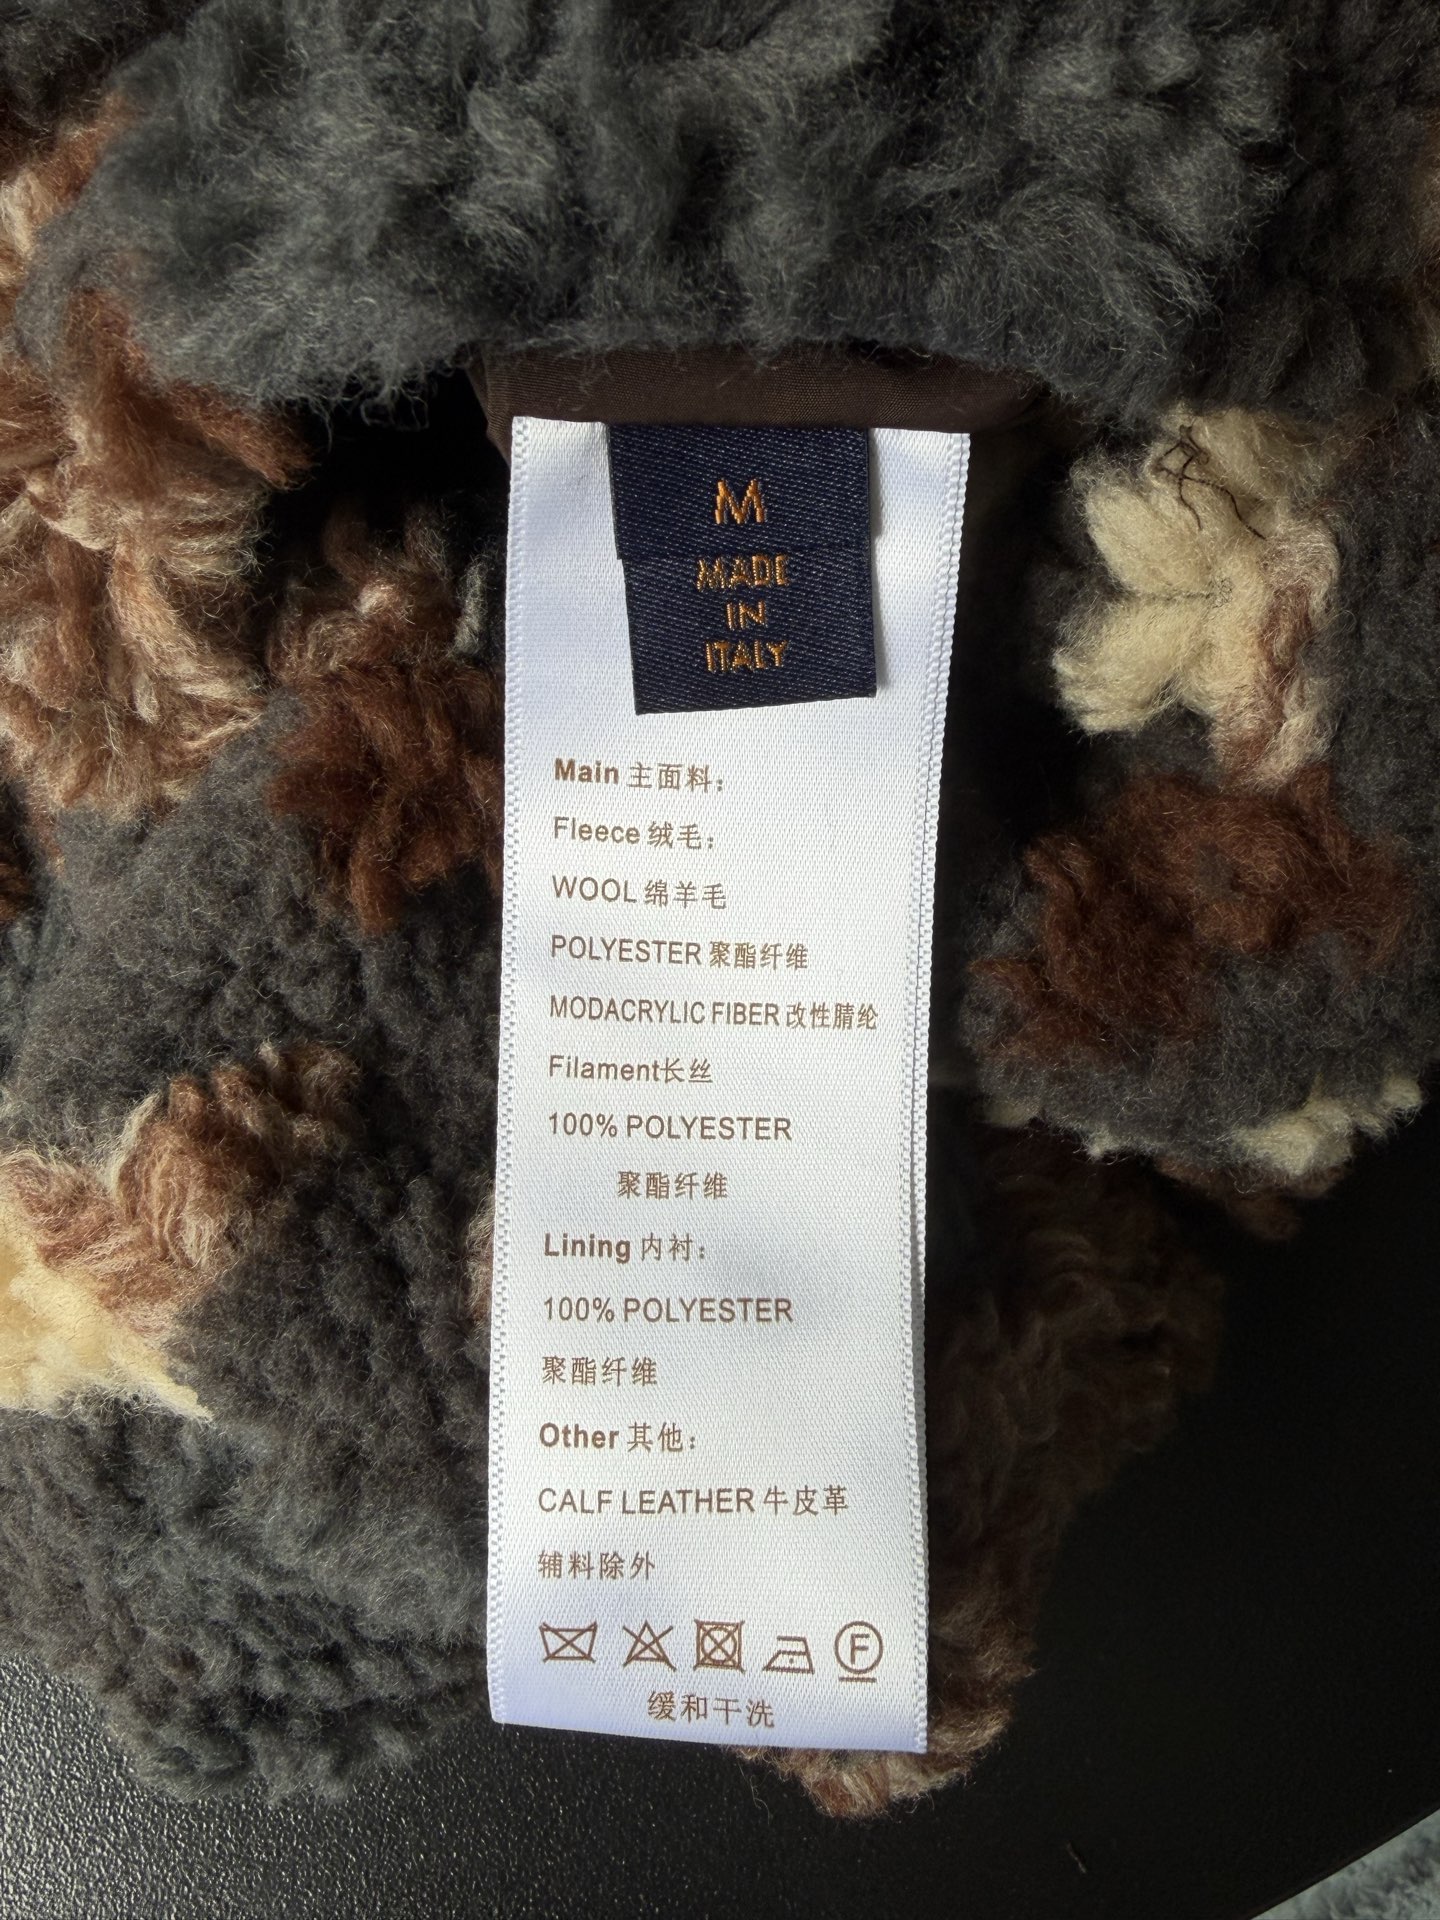 M
MADE
IN
ITALY
Main 主面料：
Fleece 绒毛：
WOOL 绵羊毛
POLYESTER 聚酯纤维
MODACRYLIC FIBER 改性腈纶
Filament长丝
100% POLYESTER
聚酯纤维
Lining 内衬：
100% POLYESTER
聚酯纤维
Other 其他：
CALF LEATHER 牛皮革
辅料除外
F
缓和干洗